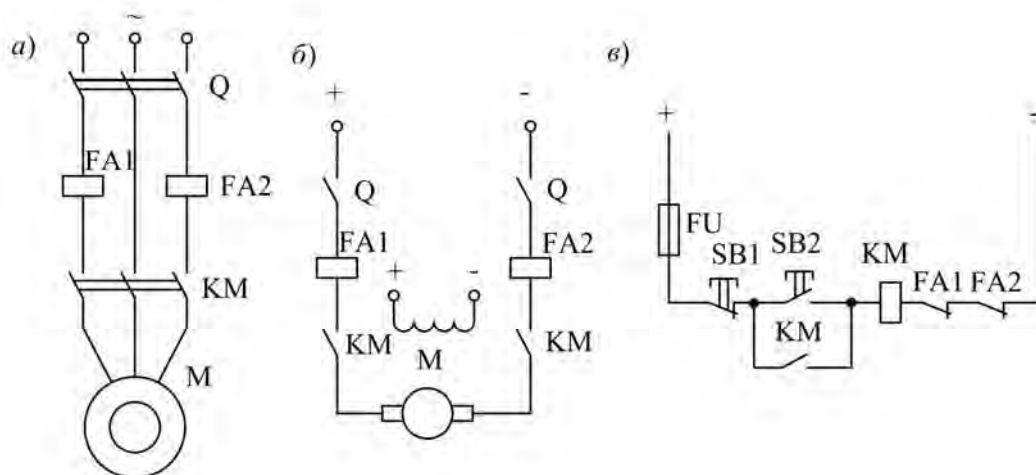 а)
~
Q
FA1
FA2
KM
M
б)
+
-
Q
Q
FA1
FA2
+
-
KM
M
KM
в)
+
-
FU
SB1
SB2
KM
FA1
FA2
KM